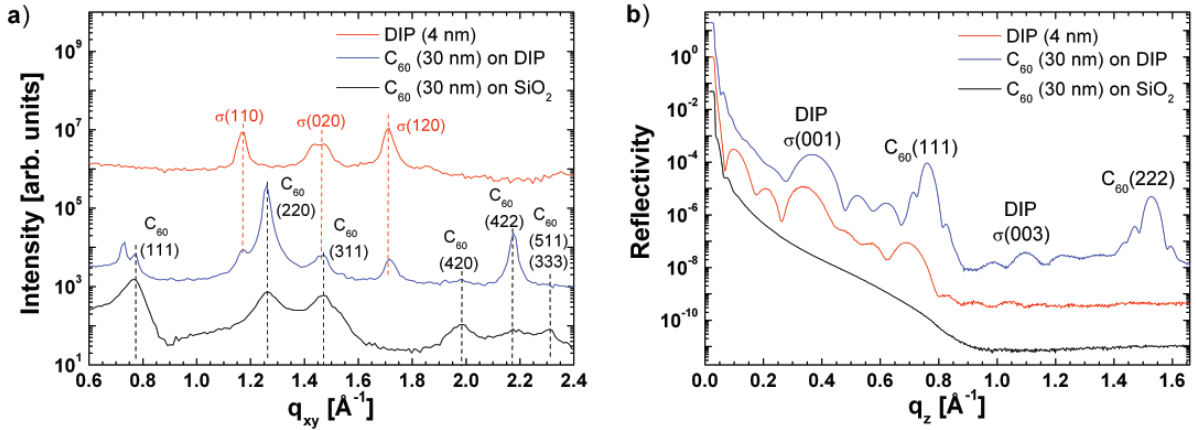 a)
DIP (4 nm)
C60 (30 nm) on DIP
C60 (30 nm) on SiO2
σ(110)
σ(020)
σ(120)
C60
(111)
C60
(220)
C60
(311)
C60
(420)
C60
(422)
C60
(511)
(333)
Intensity [arb. units]
10^9
10^7
10^5
10^3
10^1
0.6 0.8 1.0 1.2 1.4 1.6 1.8 2.0 2.2 2.4
qxy [Å-1]
b)
DIP (4 nm)
C60 (30 nm) on DIP
C60 (30 nm) on SiO2
DIP
σ(001)
C60(111)
DIP
σ(003)
C60(222)
Reflectivity
10^0
10^-2
10^-4
10^-6
10^-8
10^-10
0.0 0.2 0.4 0.6 0.8 1.0 1.2 1.4 1.6
qz [Å-1]